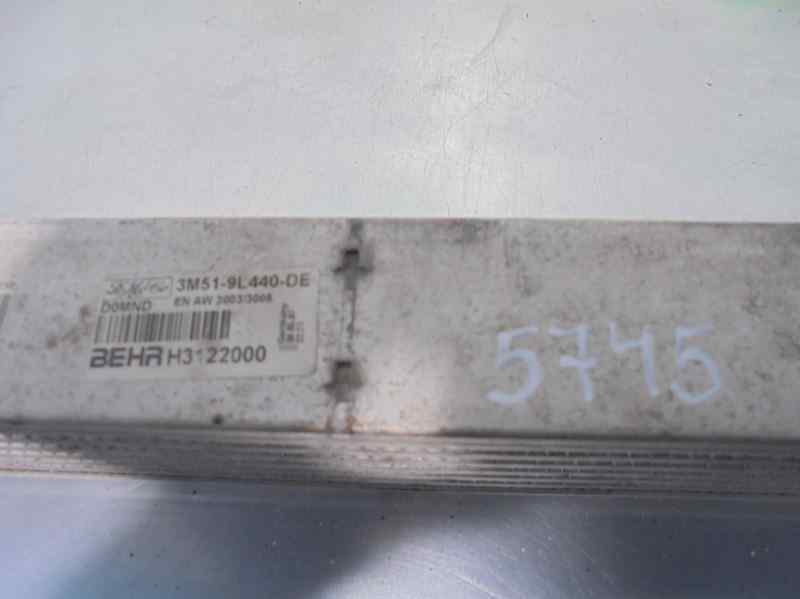 3M51-9L440-DE
D0MND EN AW 3003/3005
BEHR H3122000
5745